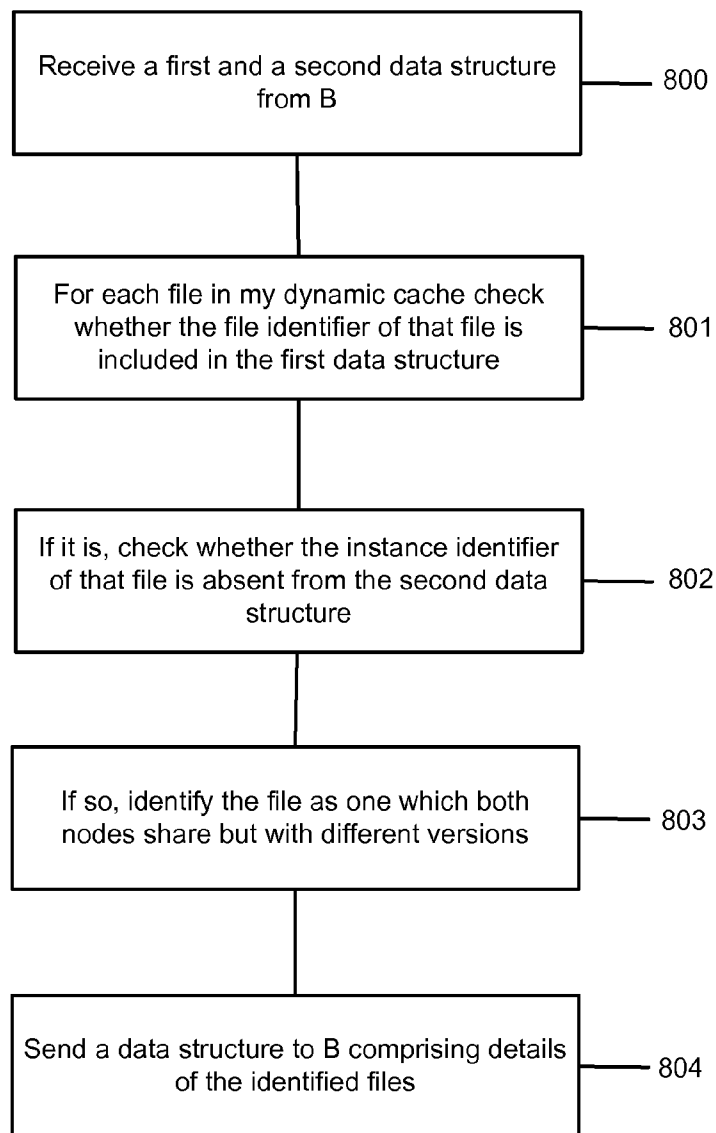 Receive a first and a second data structure
from B
800
For each file in my dynamic cache check
whether the file identifier of that file is
included in the first data structure
801
If it is, check whether the instance identifier
of that file is absent from the second data
structure
802
If so, identify the file as one which both
nodes share but with different versions
803
Send a data structure to B comprising details
of the identified files
804